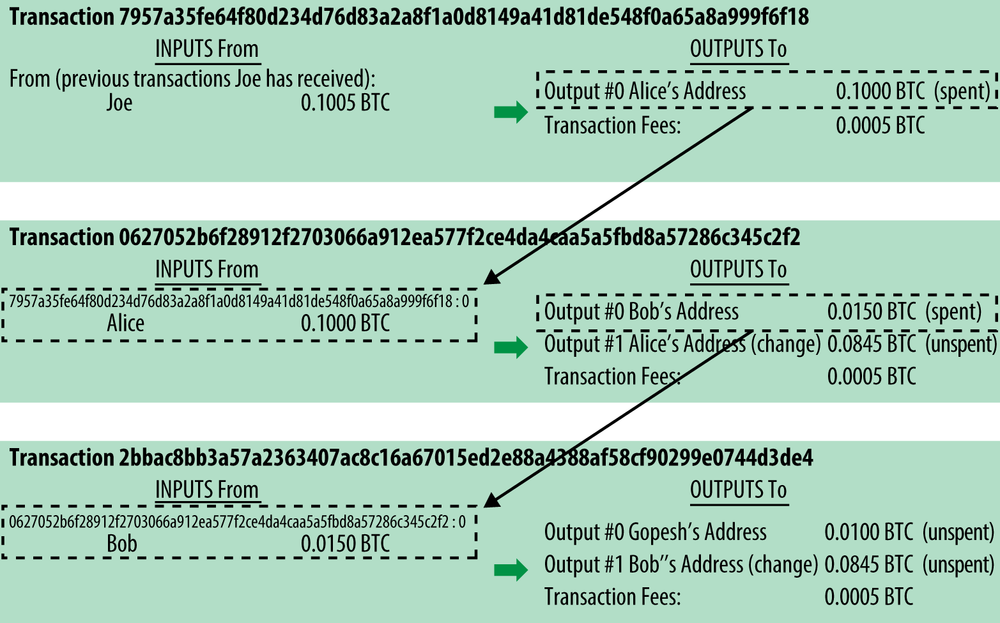 Transaction 7957a35fe64f80d234d76d83a2a8f1a0d8149a41d81de548f0a65a8a999f6f18
INPUTS From
OUTPUTS To
From (previous transactions Joe has received):
Joe 0.1005 BTC
Output #0 Alice's Address 0.1000 BTC (spent)
Transaction Fees: 0.0005 BTC
Transaction 0627052b6f28912f2703066a912ea577f2ce4da4caa5a5fbd8a57286c345c2f2
INPUTS From
OUTPUTS To
7957a35fe64f80d234d76d83a2a8f1a0d8149a41d81de548f0a65a8a999f6f18 : 0
Alice 0.1000 BTC
Output #0 Bob's Address 0.0150 BTC (spent)
Output #1 Alice's Address (change) 0.0845 BTC (unspent)
Transaction Fees: 0.0005 BTC
Transaction 2bbac8bb3a57a2363407ac8c16a67015ed2e88a4388af58cf90299e0744d3de4
INPUTS From
OUTPUTS To
0627052b6f28912f2703066a912ea577f2ce4da4caa5a5fbd8a57286c345c2f2 : 0
Bob 0.0150 BTC
Output #0 Gopesh's Address 0.0100 BTC (unspent)
Output #1 Bob''s Address (change) 0.0845 BTC (unspent)
Transaction Fees: 0.0005 BTC